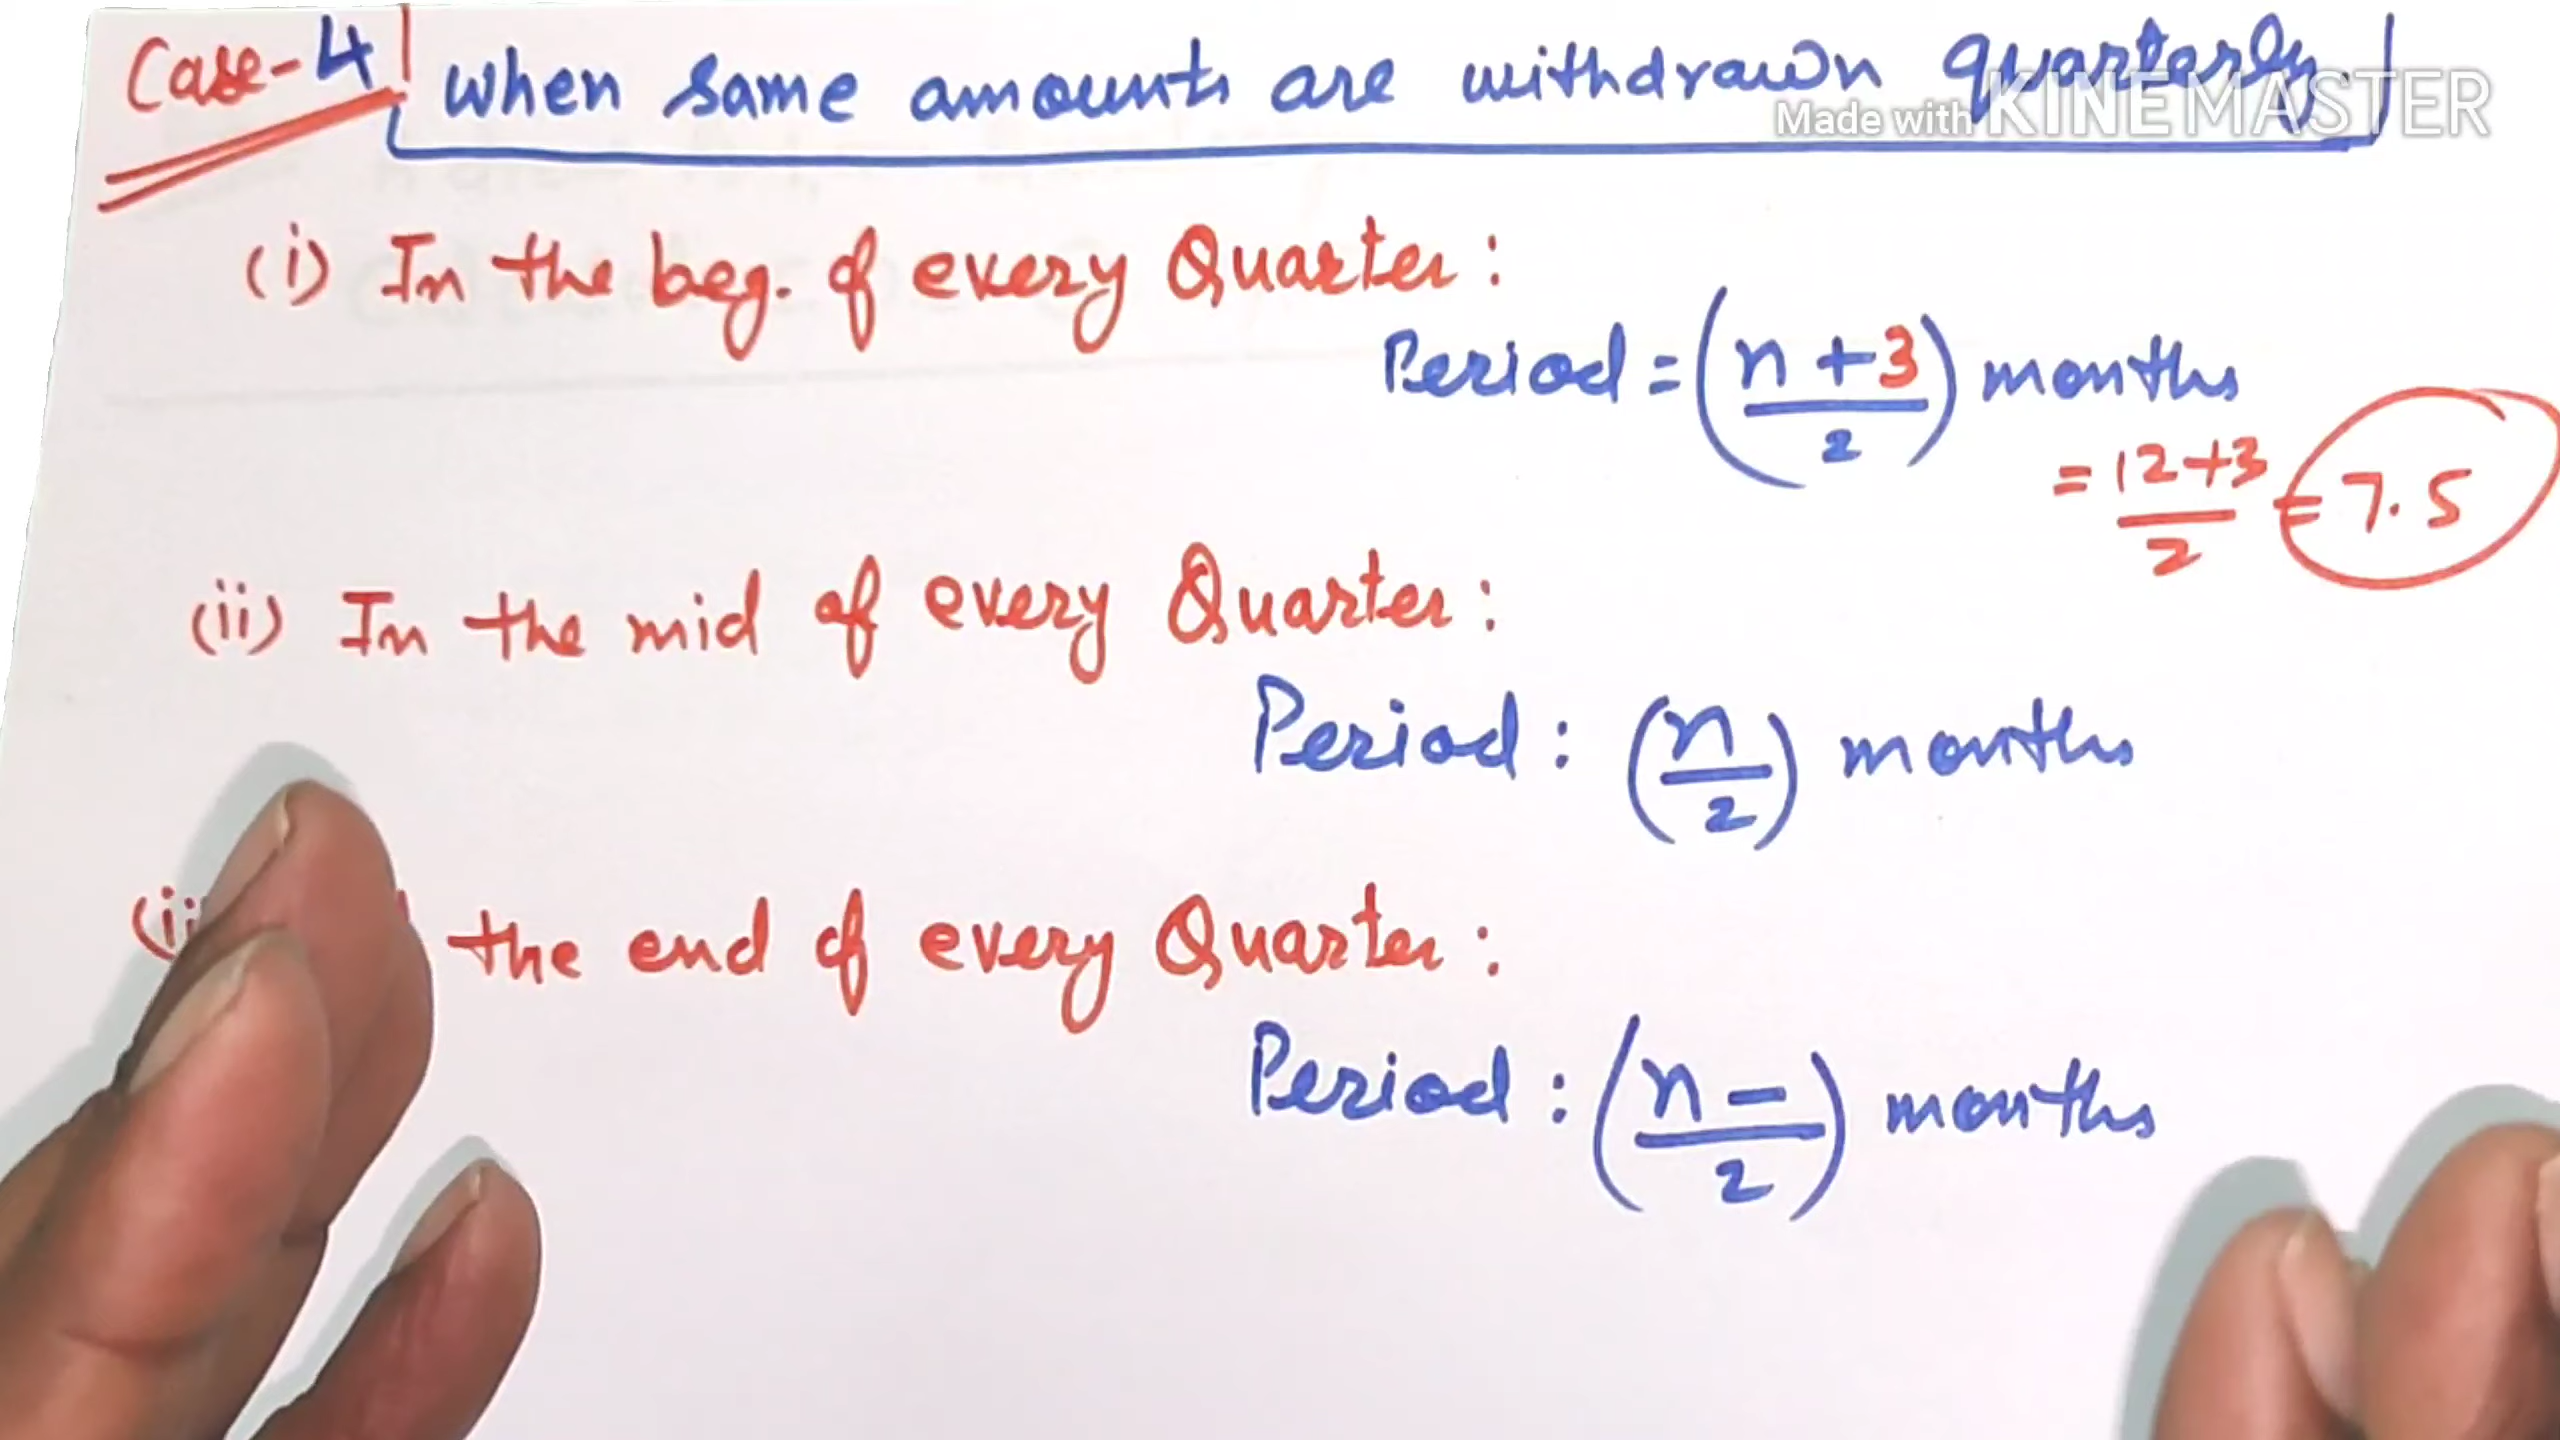 Case-4 when same amounts are withdrawn quarterly.
Made with KINEMASTER
(i) In the beg. of every Quarter:
Period = (n+3/2) months
= 12+3/2 = 7.5
(ii) In the mid of every Quarter:
Period: (n/2) months
(ii the end of every Quarter:
Period: (n-/2) months